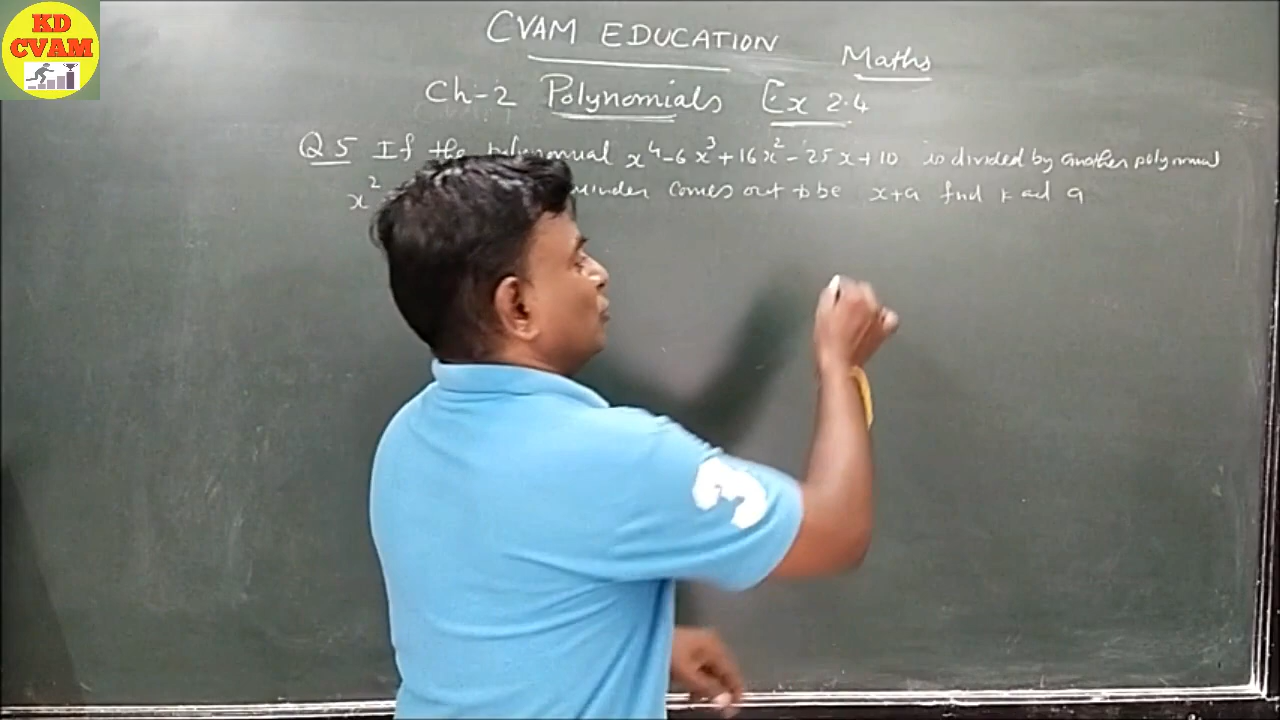 KD
CVAM
CVAM EDUCATION
Maths
Ch-2 Polynomials Ex 2.4
Q5 If the polynomial x⁴-6x³+16x²-25x+10 is divided by another polynomial
x² comes out to be x+a find k and a
3